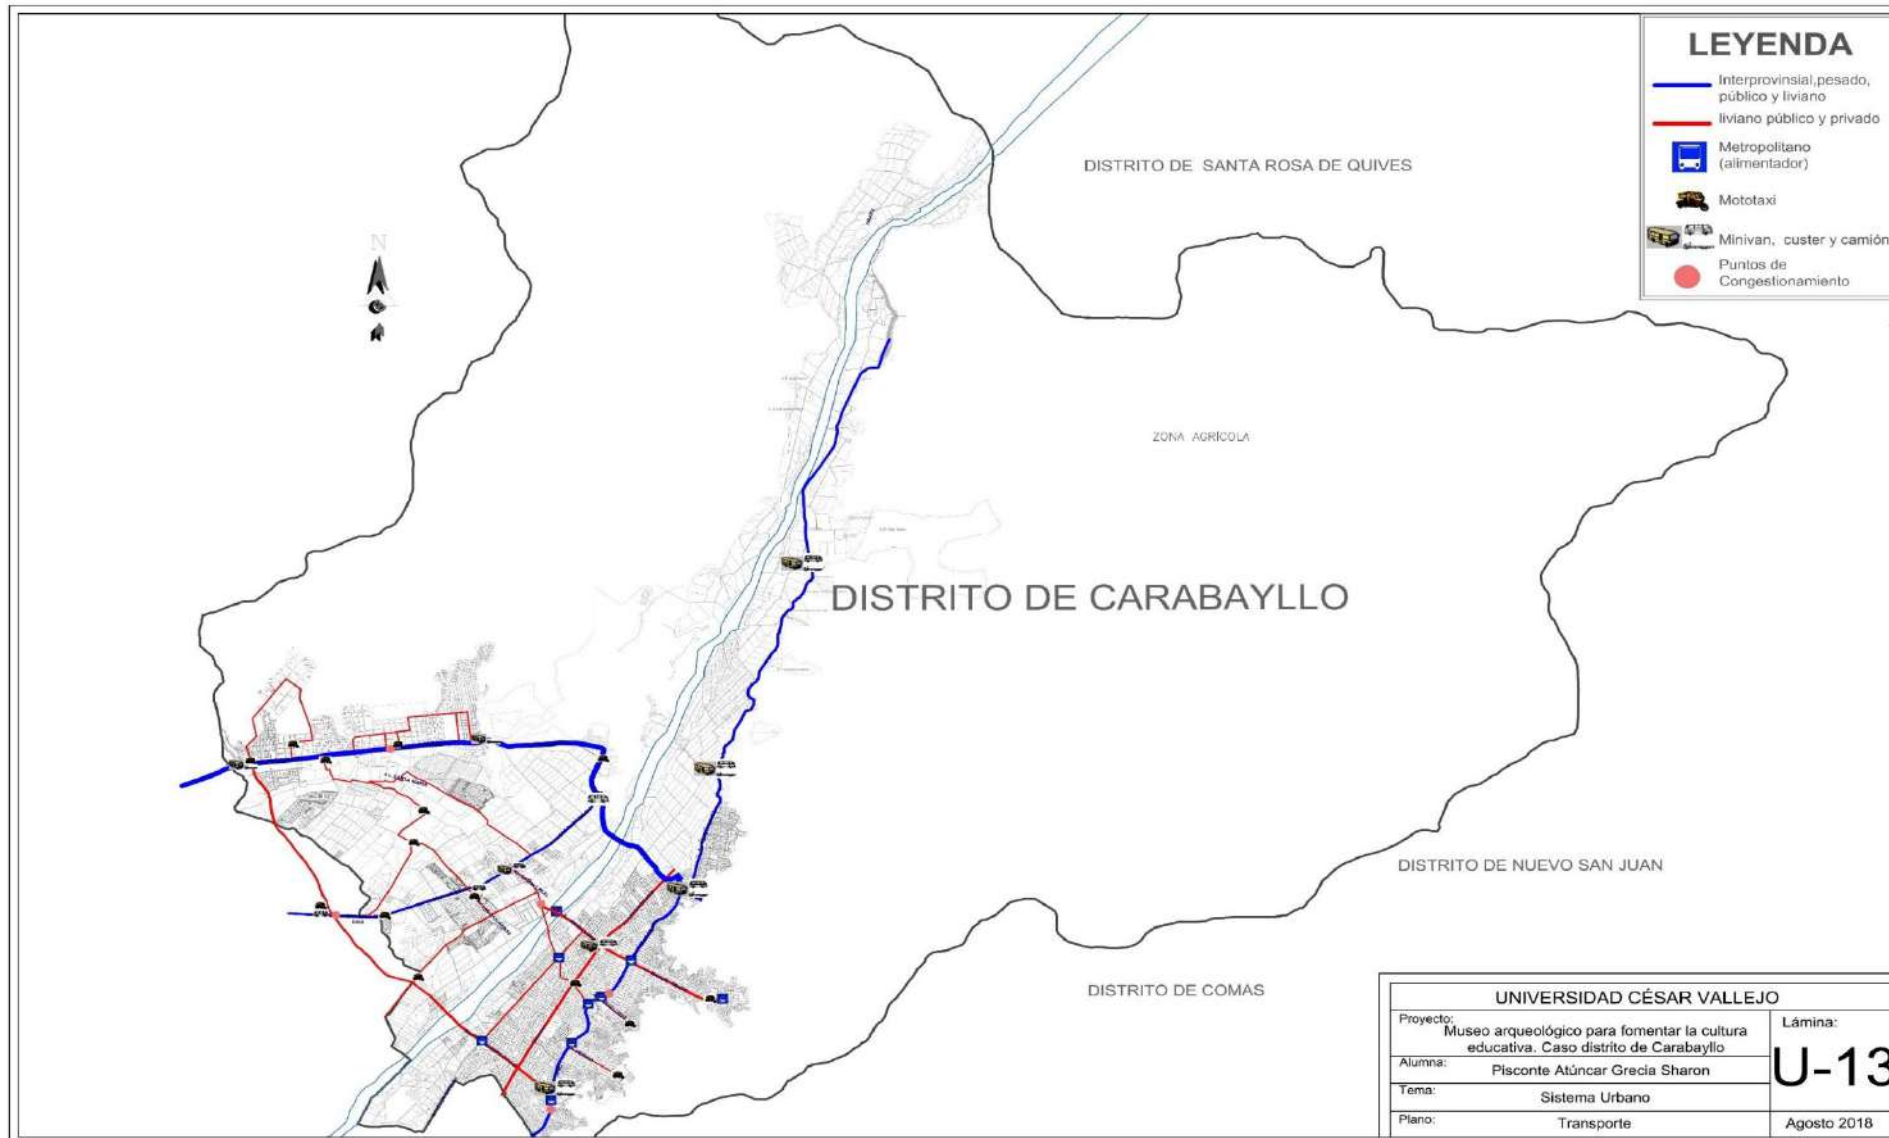 LEYENDA
Interprovinsial,pesado,
público y liviano
liviano público y privado
Metropolitano
(alimentador)
Mototaxi
Minivan, custer y camión
Puntos de
Congestionamiento
DISTRITO DE SANTA ROSA DE QUIVES
N
ZONA AGRÍCOLA
DISTRITO DE CARABAYLLO
DISTRITO DE NUEVO SAN JUAN
DISTRITO DE COMAS
UNIVERSIDAD CÉSAR VALLEJO
Proyecto:
Museo arqueológico para fomentar la cultura
educativa. Caso distrito de Carabayllo
Lámina:
U-13
Alumna:
Pisconte Atúncar Grecia Sharon
Tema:
Sistema Urbano
Plano:
Transporte
Agosto 2018